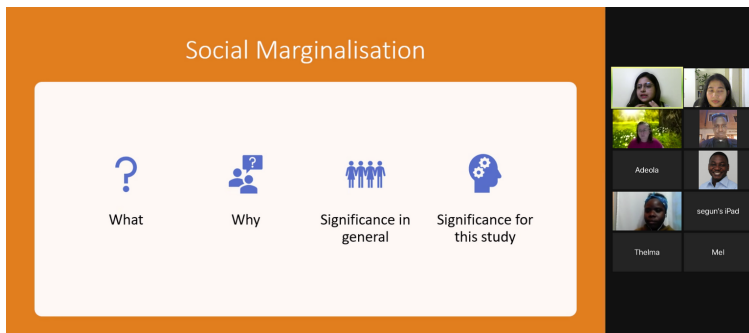 Social Marginalisation
?
?
What
Why
Significance in
general
Significance for
this study
Adeola
segun's iPad
Thelma
Mel